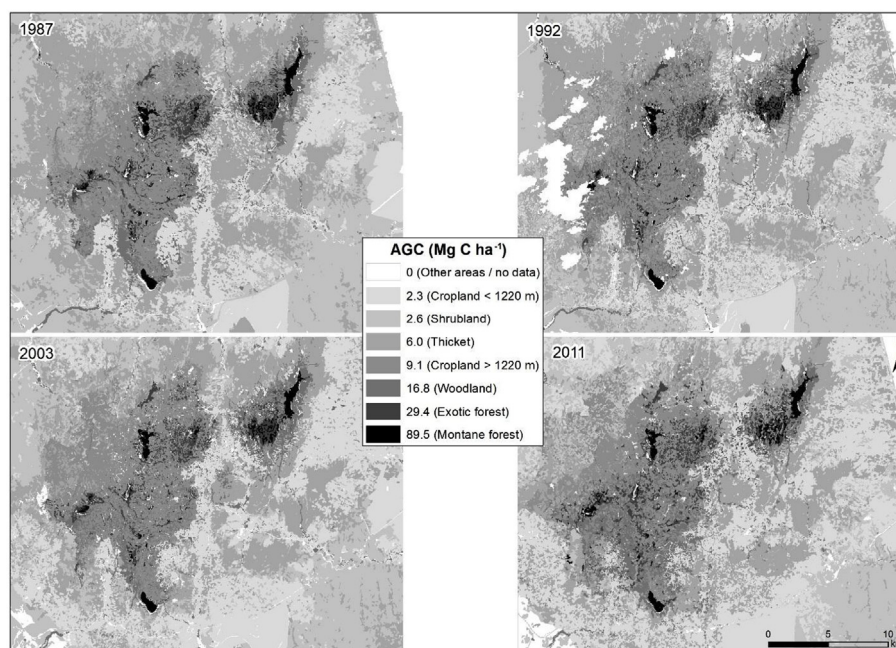 1987
1992
AGC (Mg C ha⁻¹)
0 (Other areas / no data)
2.3 (Cropland < 1220 m)
2.6 (Shrubland)
6.0 (Thicket)
9.1 (Cropland > 1220 m)
16.8 (Woodland)
29.4 (Exotic forest)
89.5 (Montane forest)
2003
2011
0 5 10